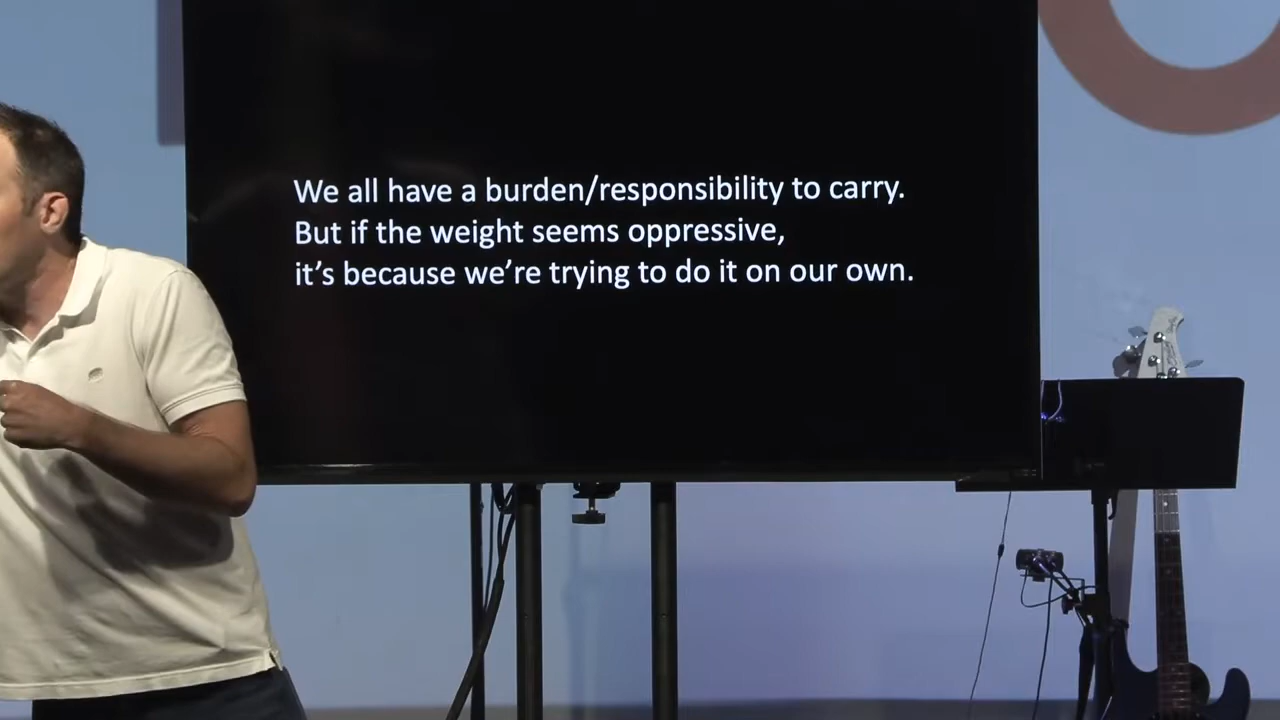 We all have a burden/responsibility to carry.
But if the weight seems oppressive,
it's because we're trying to do it on our own.